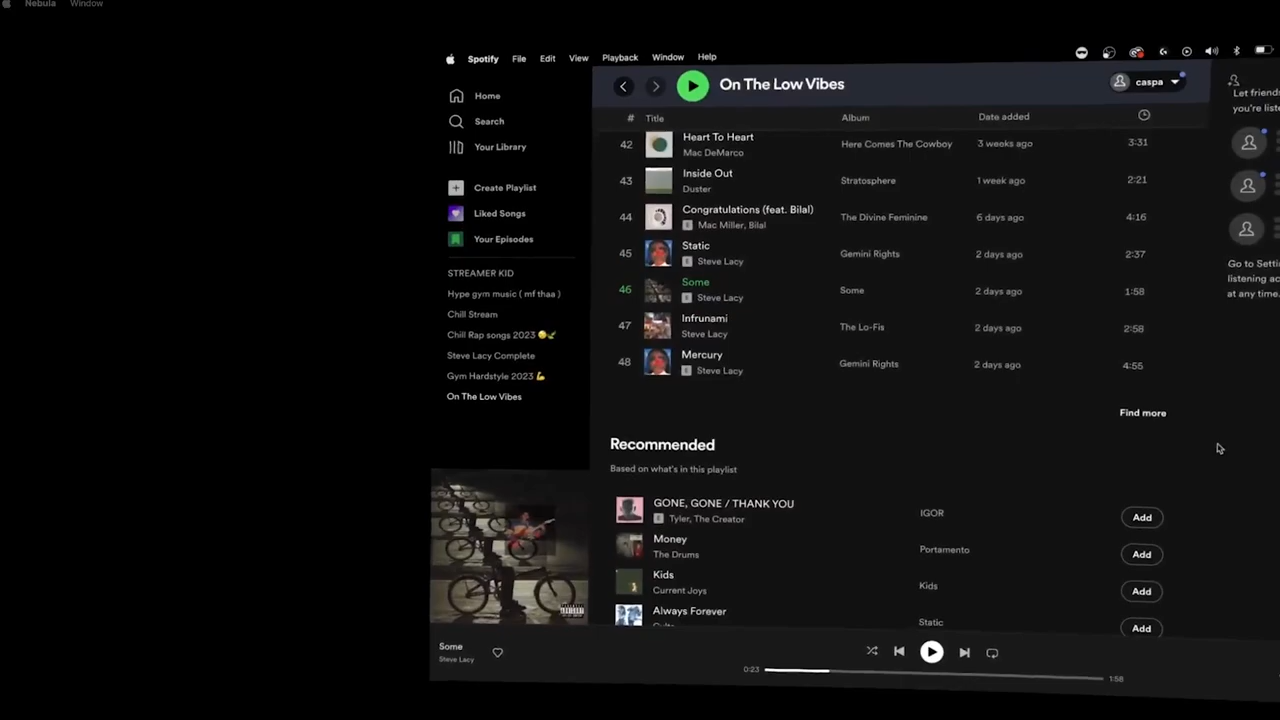 Nebula Window
Spotify File Edit View Playback Window Help
Home
Search
Your Library
Create Playlist
Liked Songs
Your Episodes
STREAMER KID
Hype gym music ( mf thaa )
Chill Stream
Chill Rap songs 2023 🤣🌿
Steve Lacy Complete
Gym Hardstyle 2023 💪
On The Low Vibes
On The Low Vibes
caspa
# Title Album Date added
42 Heart To Heart Here Comes The Cowboy 3 weeks ago 3:31
Mac DeMarco
43 Inside Out Stratosphere 1 week ago 2:21
Duster
44 Congratulations (feat. Bilal) The Divine Feminine 6 days ago 4:16
E Mac Miller, Bilal
45 Static Gemini Rights 2 days ago 2:37
E Steve Lacy
46 Some Some 2 days ago 1:58
E Steve Lacy
47 Infrunami The Lo-Fis 2 days ago 2:58
Steve Lacy
48 Mercury Gemini Rights 2 days ago 4:55
E Steve Lacy
Find more
Recommended
Based on what's in this playlist
GONE, GONE / THANK YOU IGOR Add
E Tyler, The Creator
Money Portamento Add
The Drums
Kids Kids Add
Current Joys
Always Forever Static Add
Let friends
you're liste
Go to Setti
listening ac
at any time.
Some
Steve Lacy
0:23 1:58